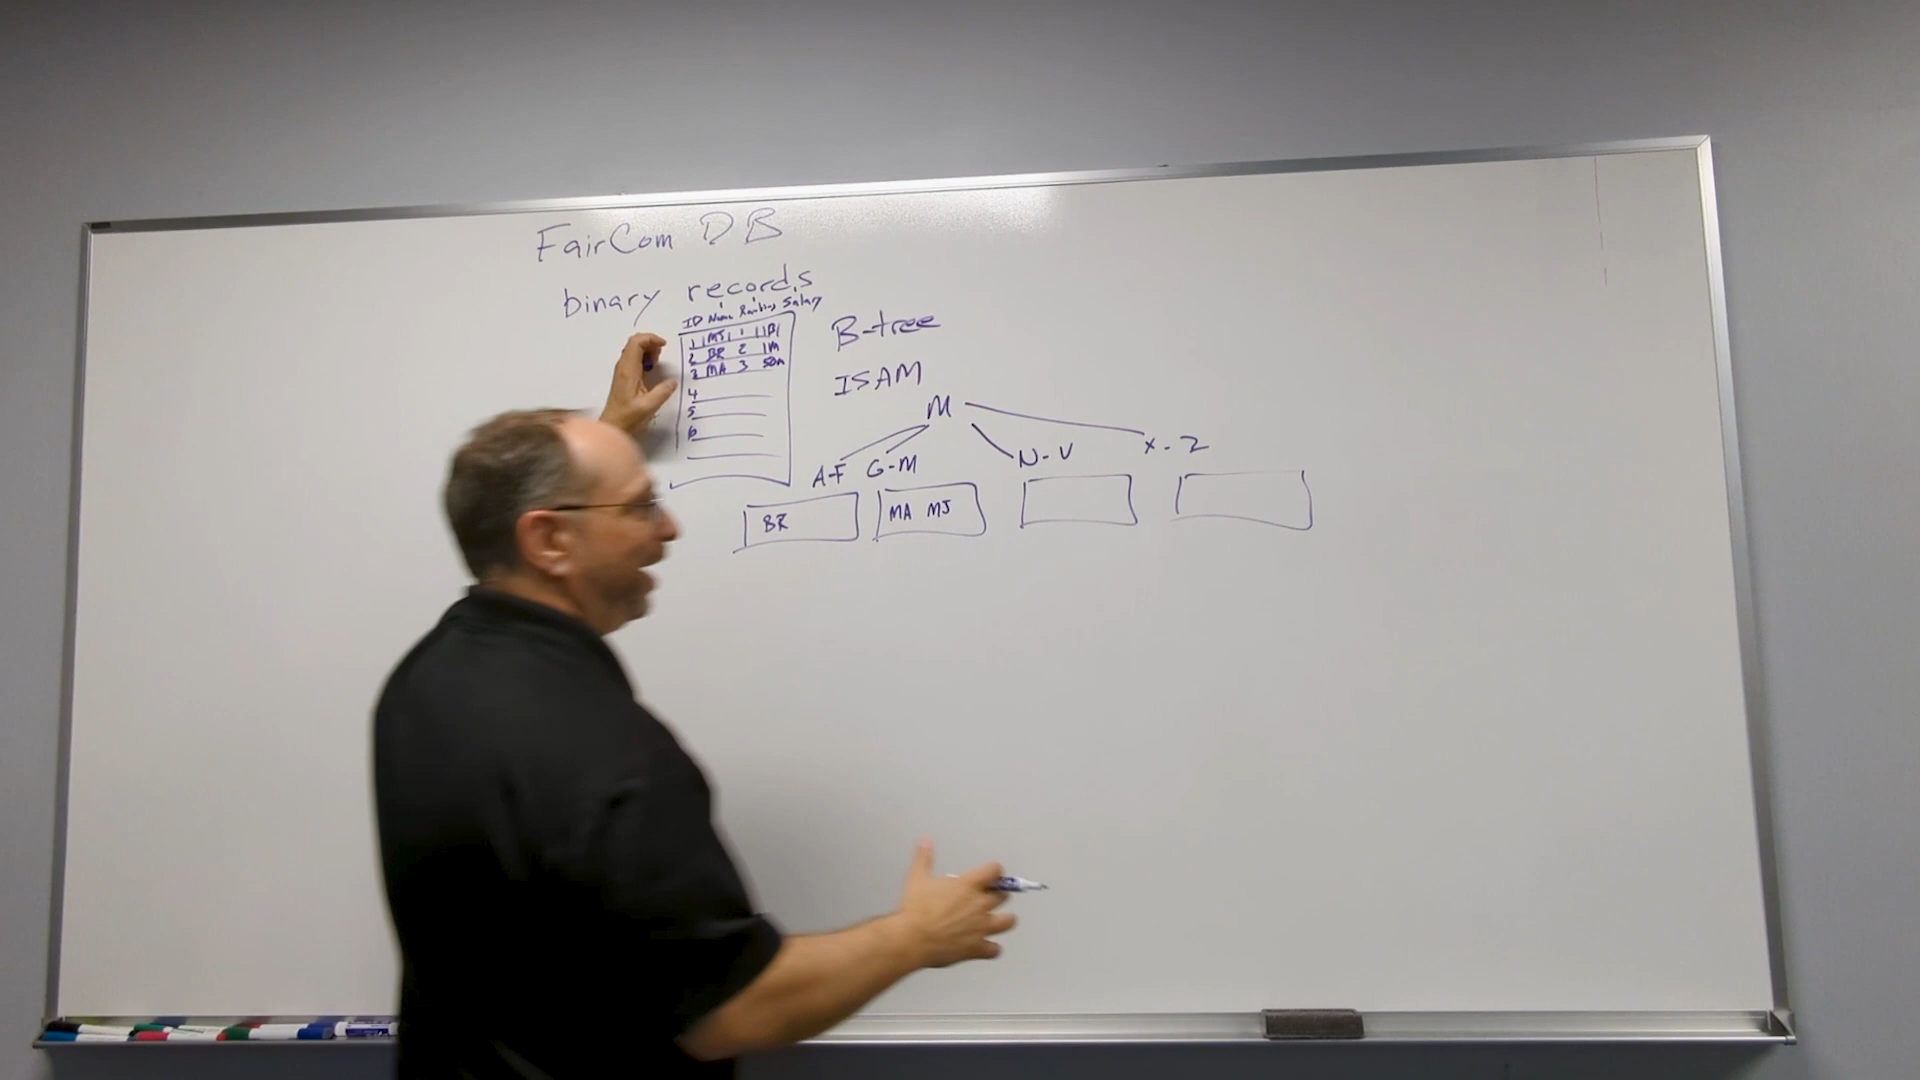 FairCom DB
binary records
ID Name Ranking Salary
1 MJ 1 1B
2 BR 2 1M
3 MA 3 50m
4
5
6
B-tree
ISAM
M
A-F G-M N-V X-Z
BR MA MJ